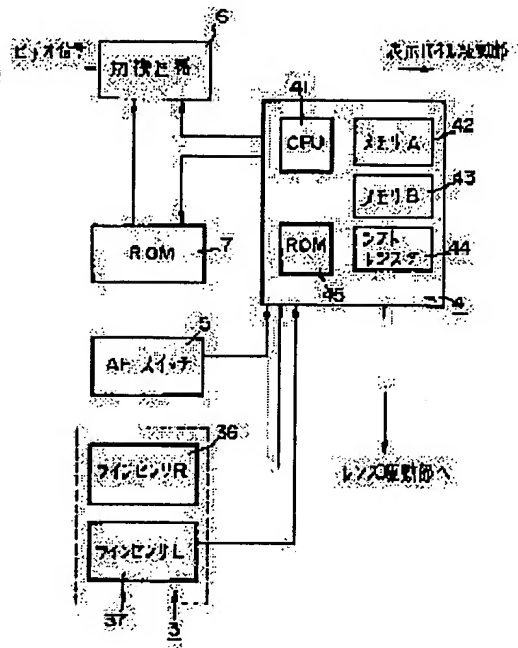 6
ビデオ信号
切換回路
表示パネル駆動部
41
CPU
メモリA
42
メモリB
43
ROM
7
ROM
45
シフト
レジスタ
44
4
AFスイッチ
5
36
ラインセンサR
ラインセンサL
レンズ駆動部へ
37
3